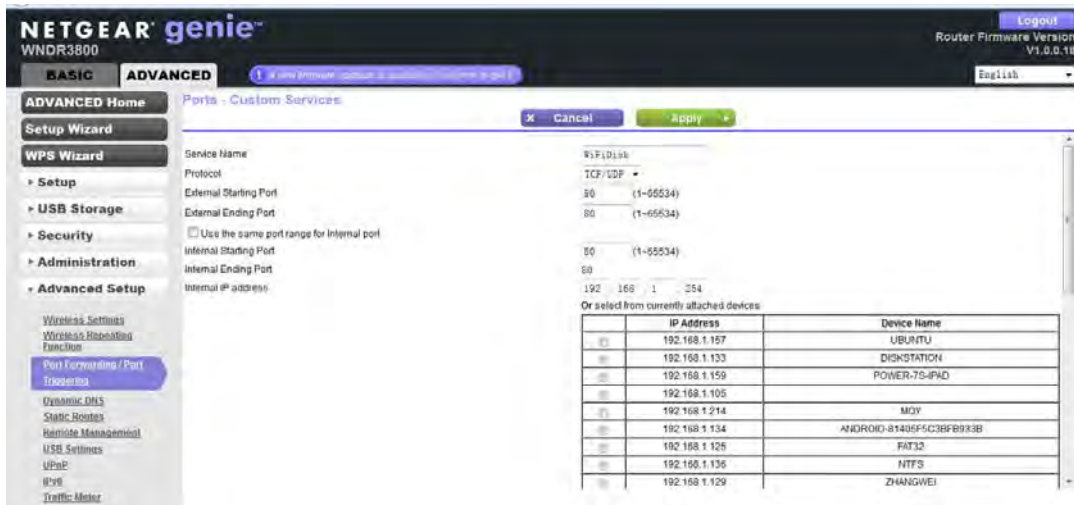 NETGEAR genie™
WNDR3800
Logout
Router Firmware Version
V1.0.0.18
BASIC
ADVANCED
English
ADVANCED Home
Setup Wizard
WPS Wizard
Setup
USB Storage
Security
Administration
Advanced Setup
Wireless Settings
Wireless Repeating
Function
Port Forwarding / Port
Triggering
Dynamic DNS
Static Routes
Remote Management
USB Settings
UPnP
IPv6
Traffic Meter
Ports - Custom Services
X Cancel
Apply
Service Name
WiFiDisk
Protocol
TCP/UDP
External Starting Port
80 (1~65534)
External Ending Port
80 (1~65534)
Use the same port range for Internal port
Internal Starting Port
80 (1~65534)
Internal Ending Port
80
Internal IP address
192 . 168 . 1 . 254
Or select from currently attached devices
IP Address Device Name
192.168.1.157 UBUNTU
192.168.1.133 DISKSTATION
192.168.1.159 POWER-7S-IPAD
192.168.1.105
192.168.1.214 MOY
192.168.1.134 ANDROID-81405F5C3BFB933B
192.168.1.125 FAT32
192.168.1.136 NTFS
192.168.1.129 ZHANGWEI